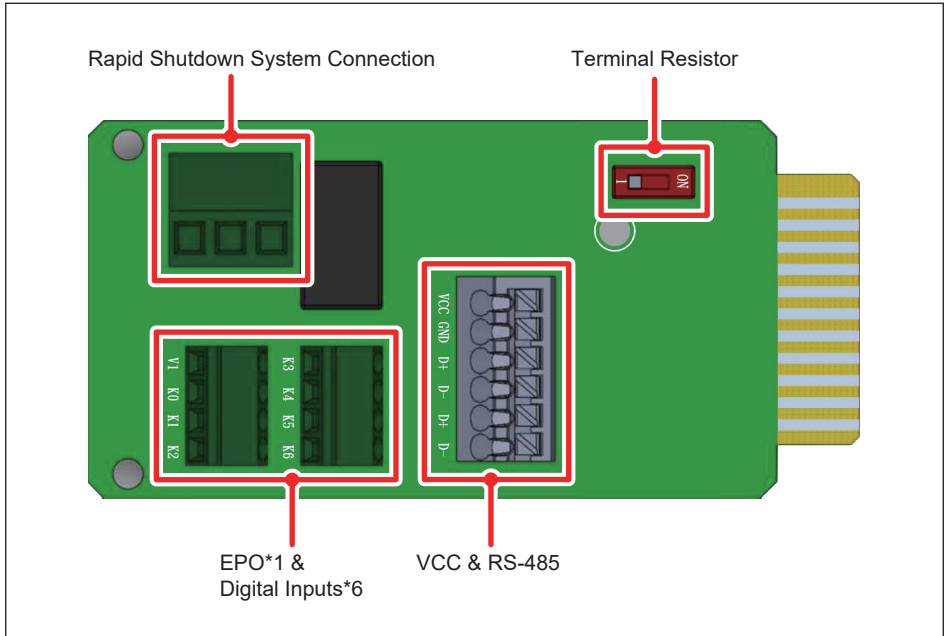 Rapid Shutdown System Connection
Terminal Resistor
1
ON
VCC
GND
D+
D-
D+
D-
V1
K0
K1
K2
K3
K4
K5
K6
EPO*1 &
Digital Inputs*6
VCC & RS-485